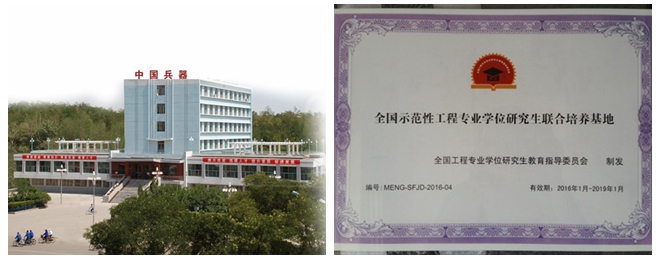 中国兵器
全国示范性工程专业学位研究生联合培养基地
全国工程专业学位研究生教育指导委员会 制发
编号: MENG-SFJD-2016-04
有效期: 2016年1月-2019年1月